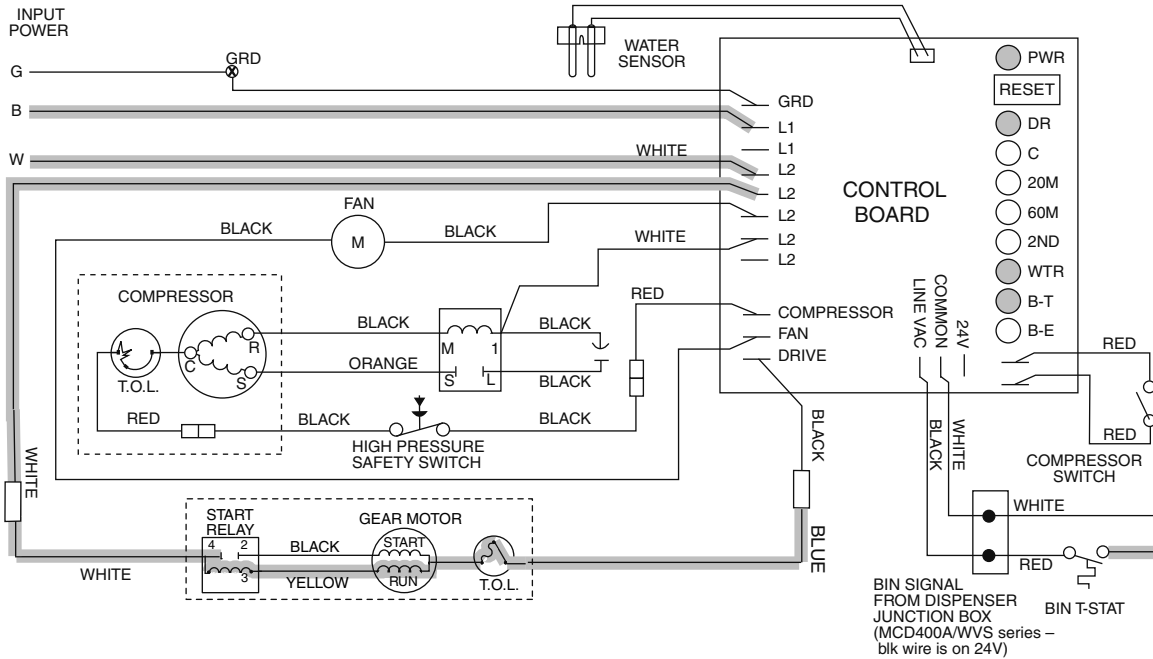 INPUT
POWER
G
GRD
B
W
WHITE
WATER
SENSOR
GRD
L1
L1
L2
L2
L2
L2
L2
CONTROL
BOARD
PWR
RESET
DR
C
20M
60M
2ND
WTR
B-T
B-E
FAN
M
BLACK
BLACK
WHITE
COMPRESSOR
T.O.L.
C
R
S
BLACK
ORANGE
M
1
S
L
BLACK
BLACK
RED
COMPRESSOR
FAN
DRIVE
LINE VAC
COMMON
24V
RED
RED
COMPRESSOR
SWITCH
RED
BLACK
HIGH PRESSURE
SAFETY SWITCH
BLACK
WHITE
START
RELAY
4
2
3
BLACK
YELLOW
GEAR MOTOR
START
RUN
T.O.L.
WHITE
BLACK
BLUE
BLACK
WHITE
WHITE
RED
BIN T-STAT
BIN SIGNAL
FROM DISPENSER
JUNCTION BOX
(MCD400A/WVS series –
blk wire is on 24V)